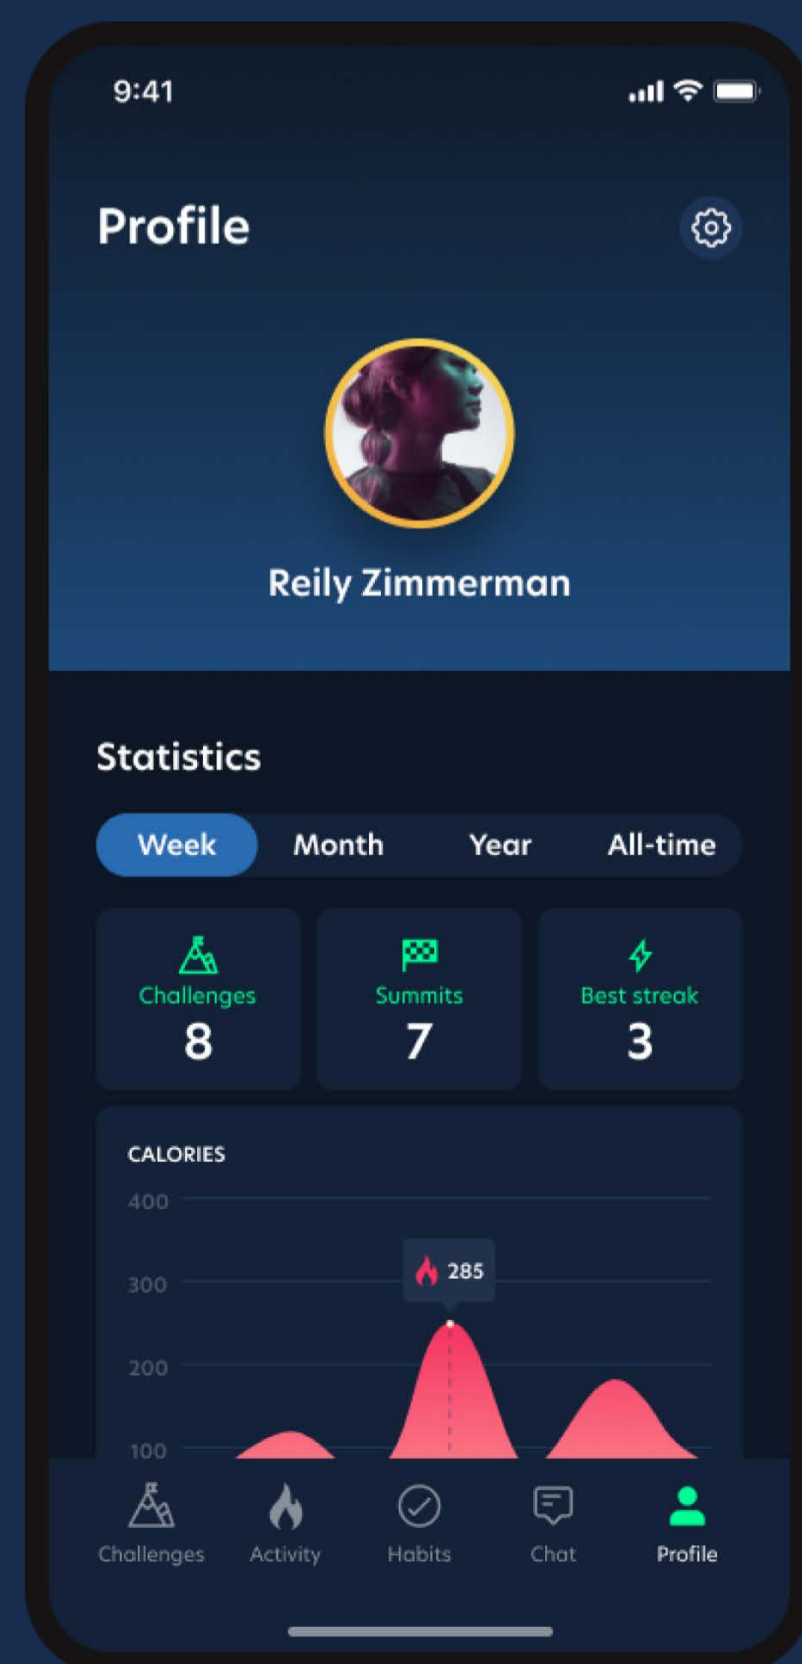 9:41
Profile
Reily Zimmerman
Statistics
Week Month Year All-time
Challenges Summits Best streak
8 7 3
CALORIES
400
285
300
200
100
Challenges Activity Habits Chat Profile